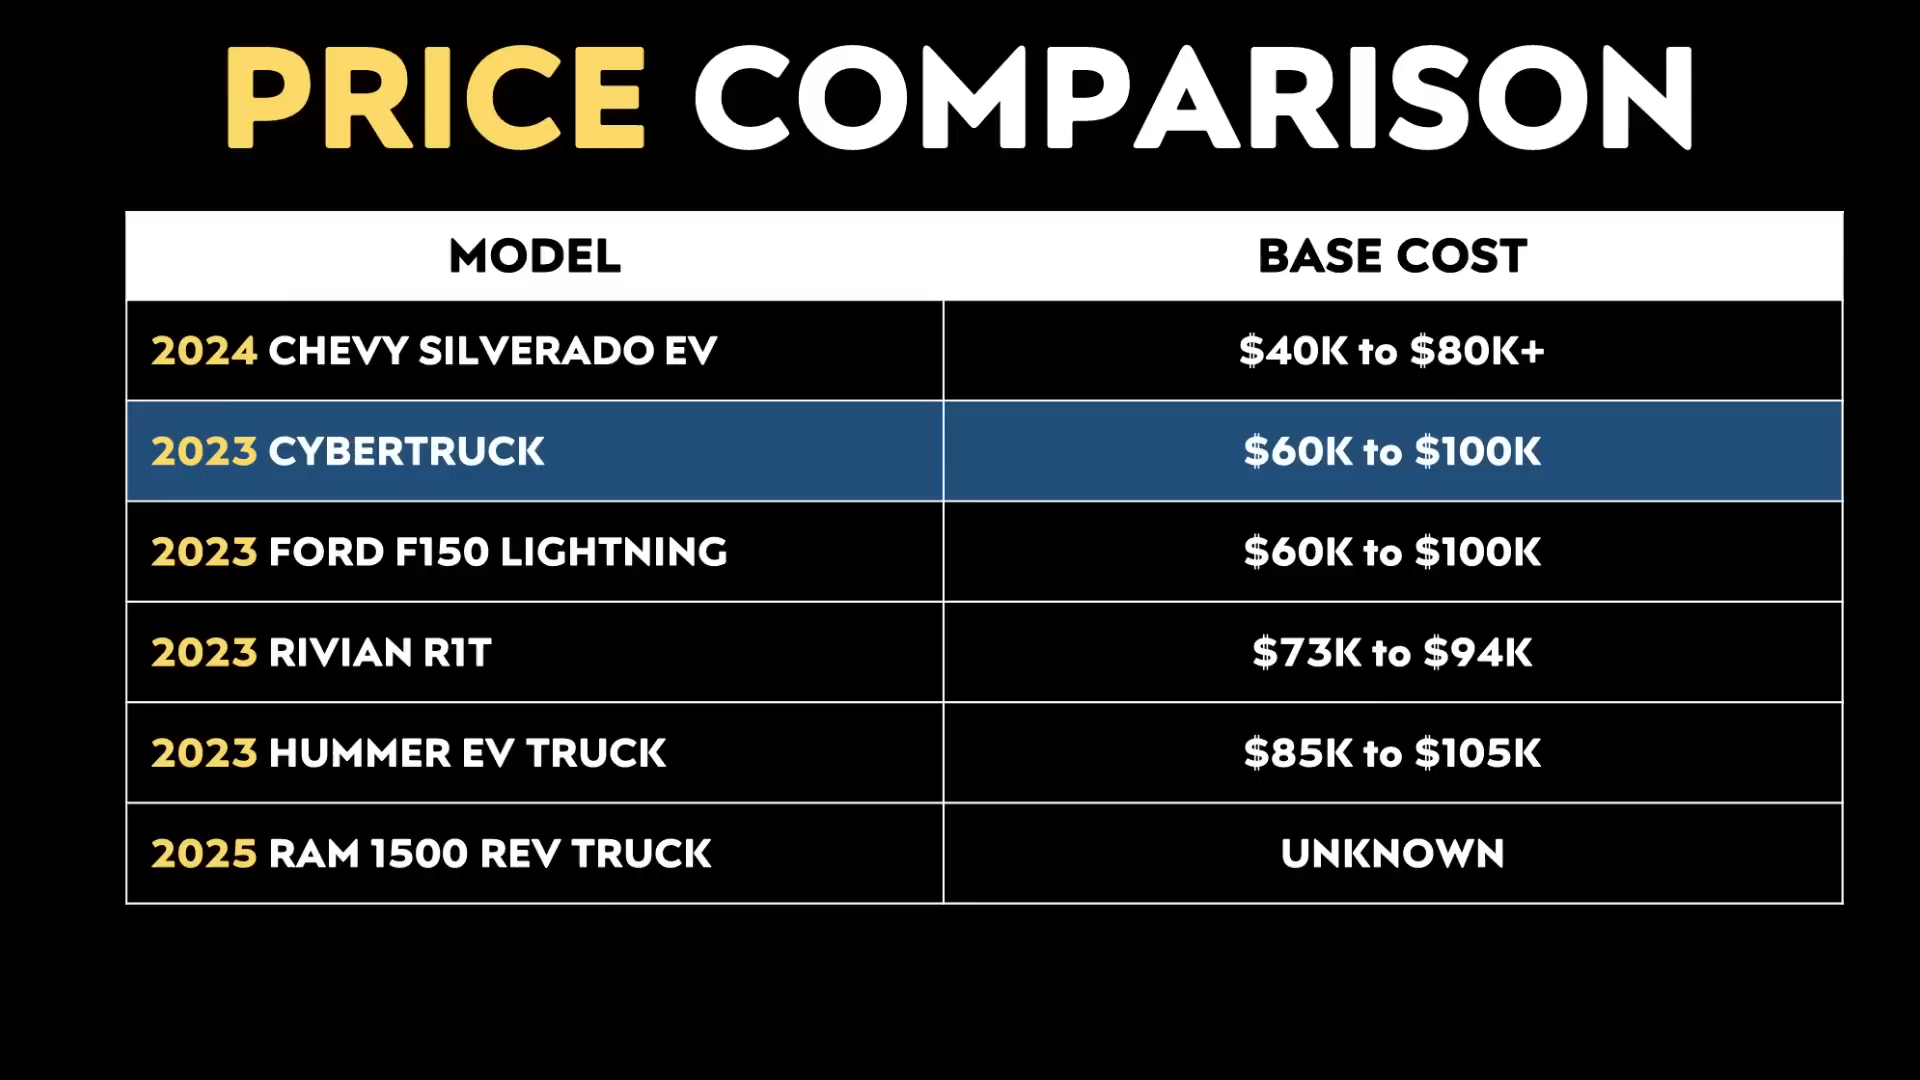 PRICE COMPARISON
MODEL BASE COST
2024 CHEVY SILVERADO EV $40K to $80K+
2023 CYBERTRUCK $60K to $100K
2023 FORD F150 LIGHTNING $60K to $100K
2023 RIVIAN R1T $73K to $94K
2023 HUMMER EV TRUCK $85K to $105K
2025 RAM 1500 REV TRUCK UNKNOWN